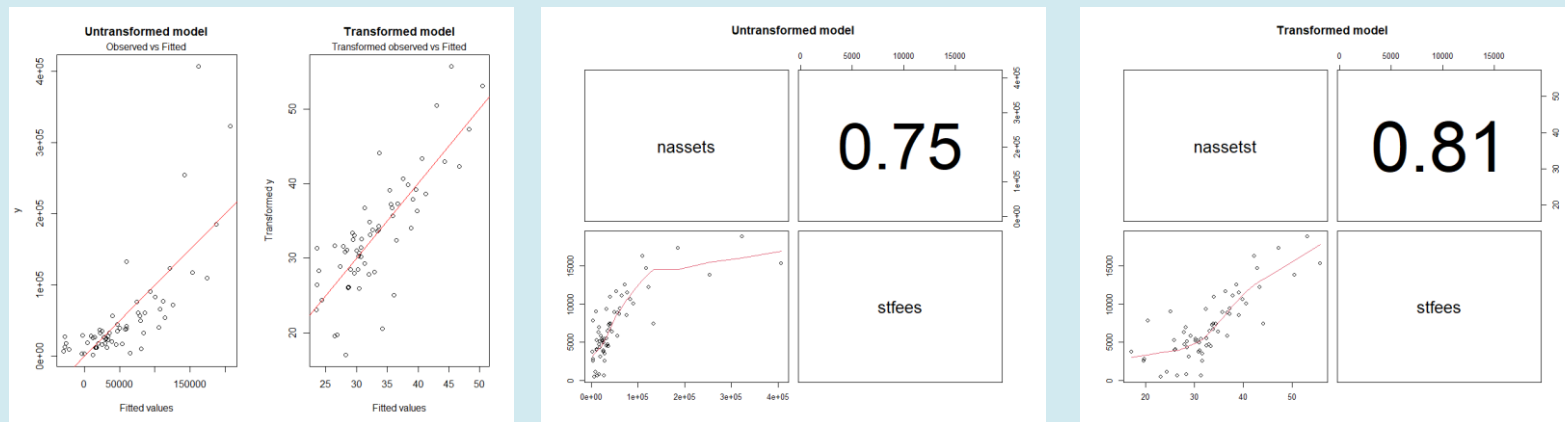 Untransformed model
Observed vs Fitted
y
0e+00 1e+05 2e+05 3e+05 4e+05
0 50000 150000
Fitted values
Transformed model
Transformed observed vs Fitted
Transformed y
20 30 40 50
25 30 35 40 45 50
Fitted values
Untransformed model
0 5000 10000 15000
nassets
0.75
0e+00 1e+05 2e+05 3e+05 4e+05
0 5000 10000 15000
stfees
0e+00 1e+05 2e+05 3e+05 4e+05
Transformed model
0 5000 10000 15000
nassetst
0.81
20 30 40 50
0 5000 10000 15000
stfees
20 30 40 50